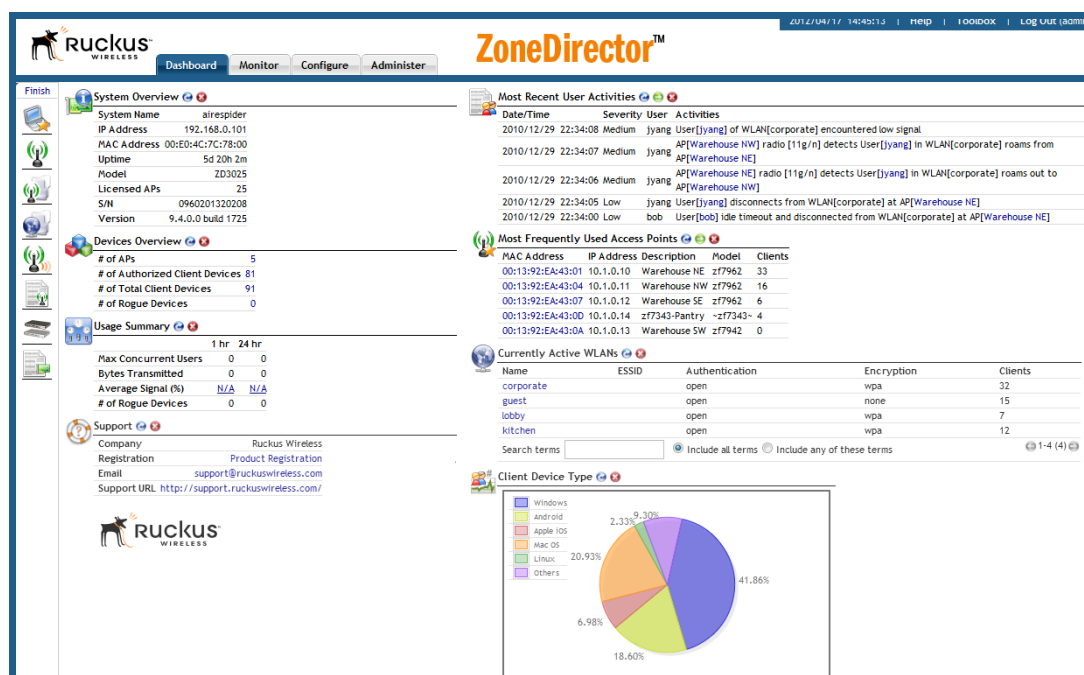 2012/04/17 14:45:13 | Help | Toolbox | Log Out (admi
Ruckus
WIRELESS
ZoneDirector™
Dashboard Monitor Configure Administer
Finish
System Overview
System Name airespider
IP Address 192.168.0.101
MAC Address 00:E0:4C:7C:78:00
Uptime 5d 20h 2m
Model ZD3025
Licensed APs 25
S/N 0960201320208
Version 9.4.0.0 build 1725
Devices Overview
# of APs 5
# of Authorized Client Devices 81
# of Total Client Devices 91
# of Rogue Devices 0
Usage Summary
1 hr 24 hr
Max Concurrent Users 0 0
Bytes Transmitted 0 0
Average Signal (%) N/A N/A
# of Rogue Devices 0 0
Support
Company Ruckus Wireless
Registration Product Registration
Email support@ruckuswireless.com
Support URL http://support.ruckuswireless.com/
Ruckus
WIRELESS
Most Recent User Activities
Date/Time Severity User Activities
2010/12/29 22:34:08 Medium jyang User[jyang] of WLAN[corporate] encountered low signal
2010/12/29 22:34:07 Medium jyang AP[Warehouse NW] radio [11g/n] detects User[jyang] in WLAN[corporate] roams from
AP[Warehouse NE]
2010/12/29 22:34:06 Medium jyang AP[Warehouse NE] radio [11g/n] detects User[jyang] in WLAN[corporate] roams out to
AP[Warehouse NW]
2010/12/29 22:34:05 Low jyang User[jyang] disconnects from WLAN[corporate] at AP[Warehouse NE]
2010/12/29 22:34:00 Low bob User[bob] idle timeout and disconnected from WLAN[corporate] at AP[Warehouse NE]
Most Frequently Used Access Points
MAC Address IP Address Description Model Clients
00:13:92:EA:43:01 10.1.0.10 Warehouse NE zf7962 33
00:13:92:EA:43:04 10.1.0.11 Warehouse NW zf7962 16
00:13:92:EA:43:07 10.1.0.12 Warehouse SE zf7962 6
00:13:92:EA:43:0D 10.1.0.14 zf7343-Pantry ~zf7343~ 4
00:13:92:EA:43:0A 10.1.0.13 Warehouse SW zf7942 0
Currently Active WLANs
Name ESSID Authentication Encryption Clients
corporate open wpa 32
guest open none 15
lobby open wpa 7
kitchen open wpa 12
Search terms Include all terms Include any of these terms 1-4 (4)
Client Device Type
Windows
Android
Apple iOS
Mac OS
Linux
Others
9.30%
2.33%
20.93%
41.86%
6.98%
18.60%